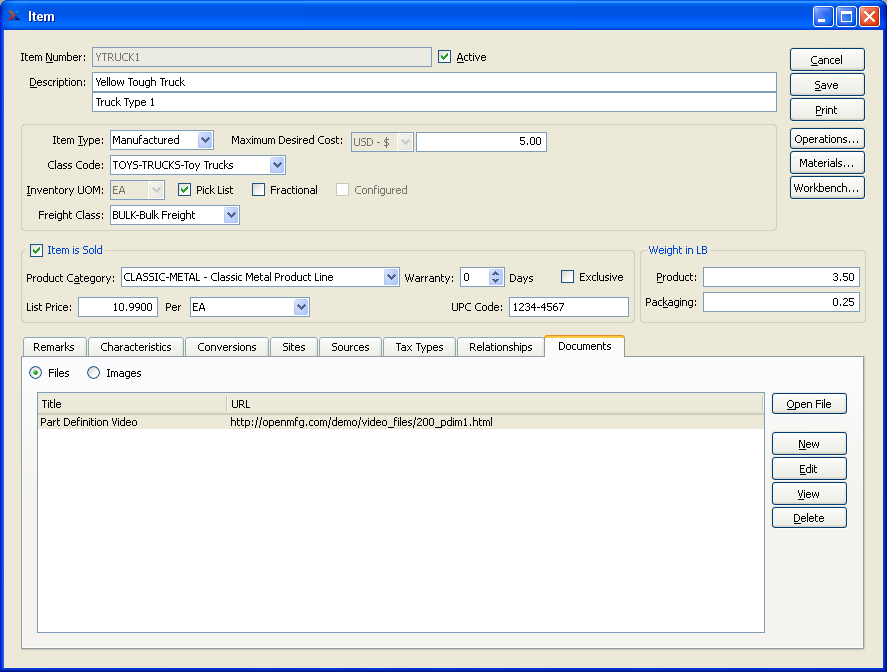 Item
Item Number: YTRUCK1 Active
Description: Yellow Tough Truck
Truck Type 1
Cancel
Save
Print
Operations...
Materials...
Workbench...
Item Type: Manufactured Maximum Desired Cost: USD - $ 5.00
Class Code: TOYS-TRUCKS-Toy Trucks
Inventory UOM: EA Pick List Fractional Configured
Freight Class: BULK-Bulk Freight
Item is Sold
Product Category: CLASSIC-METAL - Classic Metal Product Line Warranty: 0 Days Exclusive
List Price: 10.9900 Per EA UPC Code: 1234-4567
Weight in LB
Product: 3.50
Packaging: 0.25
Remarks Characteristics Conversions Sites Sources Tax Types Relationships Documents
Files Images
Title URL
Part Definition Video http://openmfg.com/demo/video_files/200_pdim1.html
Open File
New
Edit
View
Delete